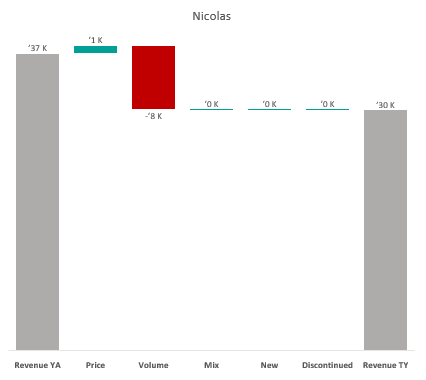 Nicolas
'37 K
'1 K
-'8 K
'0 K
'0 K
'0 K
'30 K
Revenue YA
Price
Volume
Mix
New
Discontinued
Revenue TY